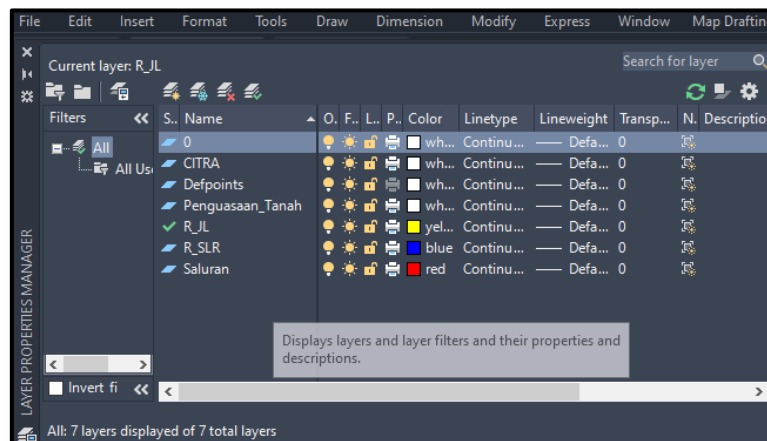 File Edit Insert Format Tools Draw Dimension Modify Express Window Map Draftin
Current layer: R_JL
Search for layer
Filters
S.. Name O. F.. L.. P.. Color Linetype Lineweight Transp... N. Descriptio
0 wh... Continu... Defa... 0
CITRA wh... Continu... Defa... 0
Defpoints wh... Continu... Defa... 0
Penguasaan_Tanah wh... Continu... Defa... 0
R_JL yel... Continu... Defa... 0
R_SLR blue Continu... Defa... 0
Saluran red Continu... Defa... 0
All
All Us
Displays layers and layer filters and their properties and
descriptions.
Invert fi
All: 7 layers displayed of 7 total layers
LAYER PROPERTIES MANAGER